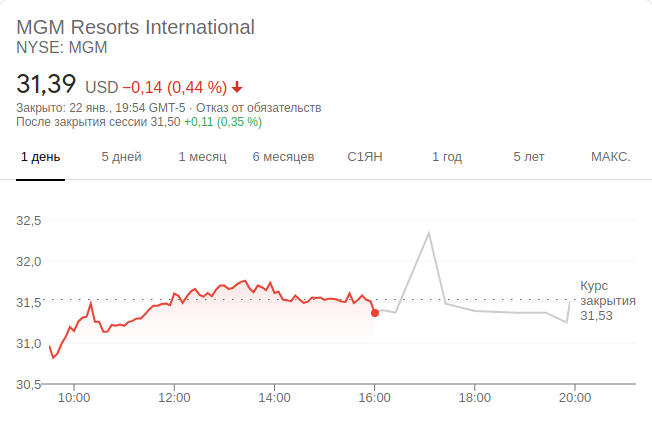 MGM Resorts International
NYSE: MGM
31,39 USD −0,14 (0,44 %)
Закрыто: 22 янв., 19:54 GMT-5 · Отказ от обязательств
После закрытия сессии 31,50 +0,11 (0,35 %)
1 день 5 дней 1 месяц 6 месяцев С1ЯН 1 год 5 лет МАКС.
32,5
32,0
31,5
31,0
30,5
Курс
закрытия
31,53
10:00 12:00 14:00 16:00 18:00 20:00